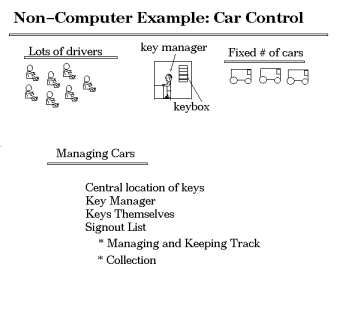 Non-Computer Example: Car Control
Lots of drivers
key manager
Fixed # of cars
keybox
Managing Cars
Central location of keys
Key Manager
Keys Themselves
Signout List
* Managing and Keeping Track
* Collection